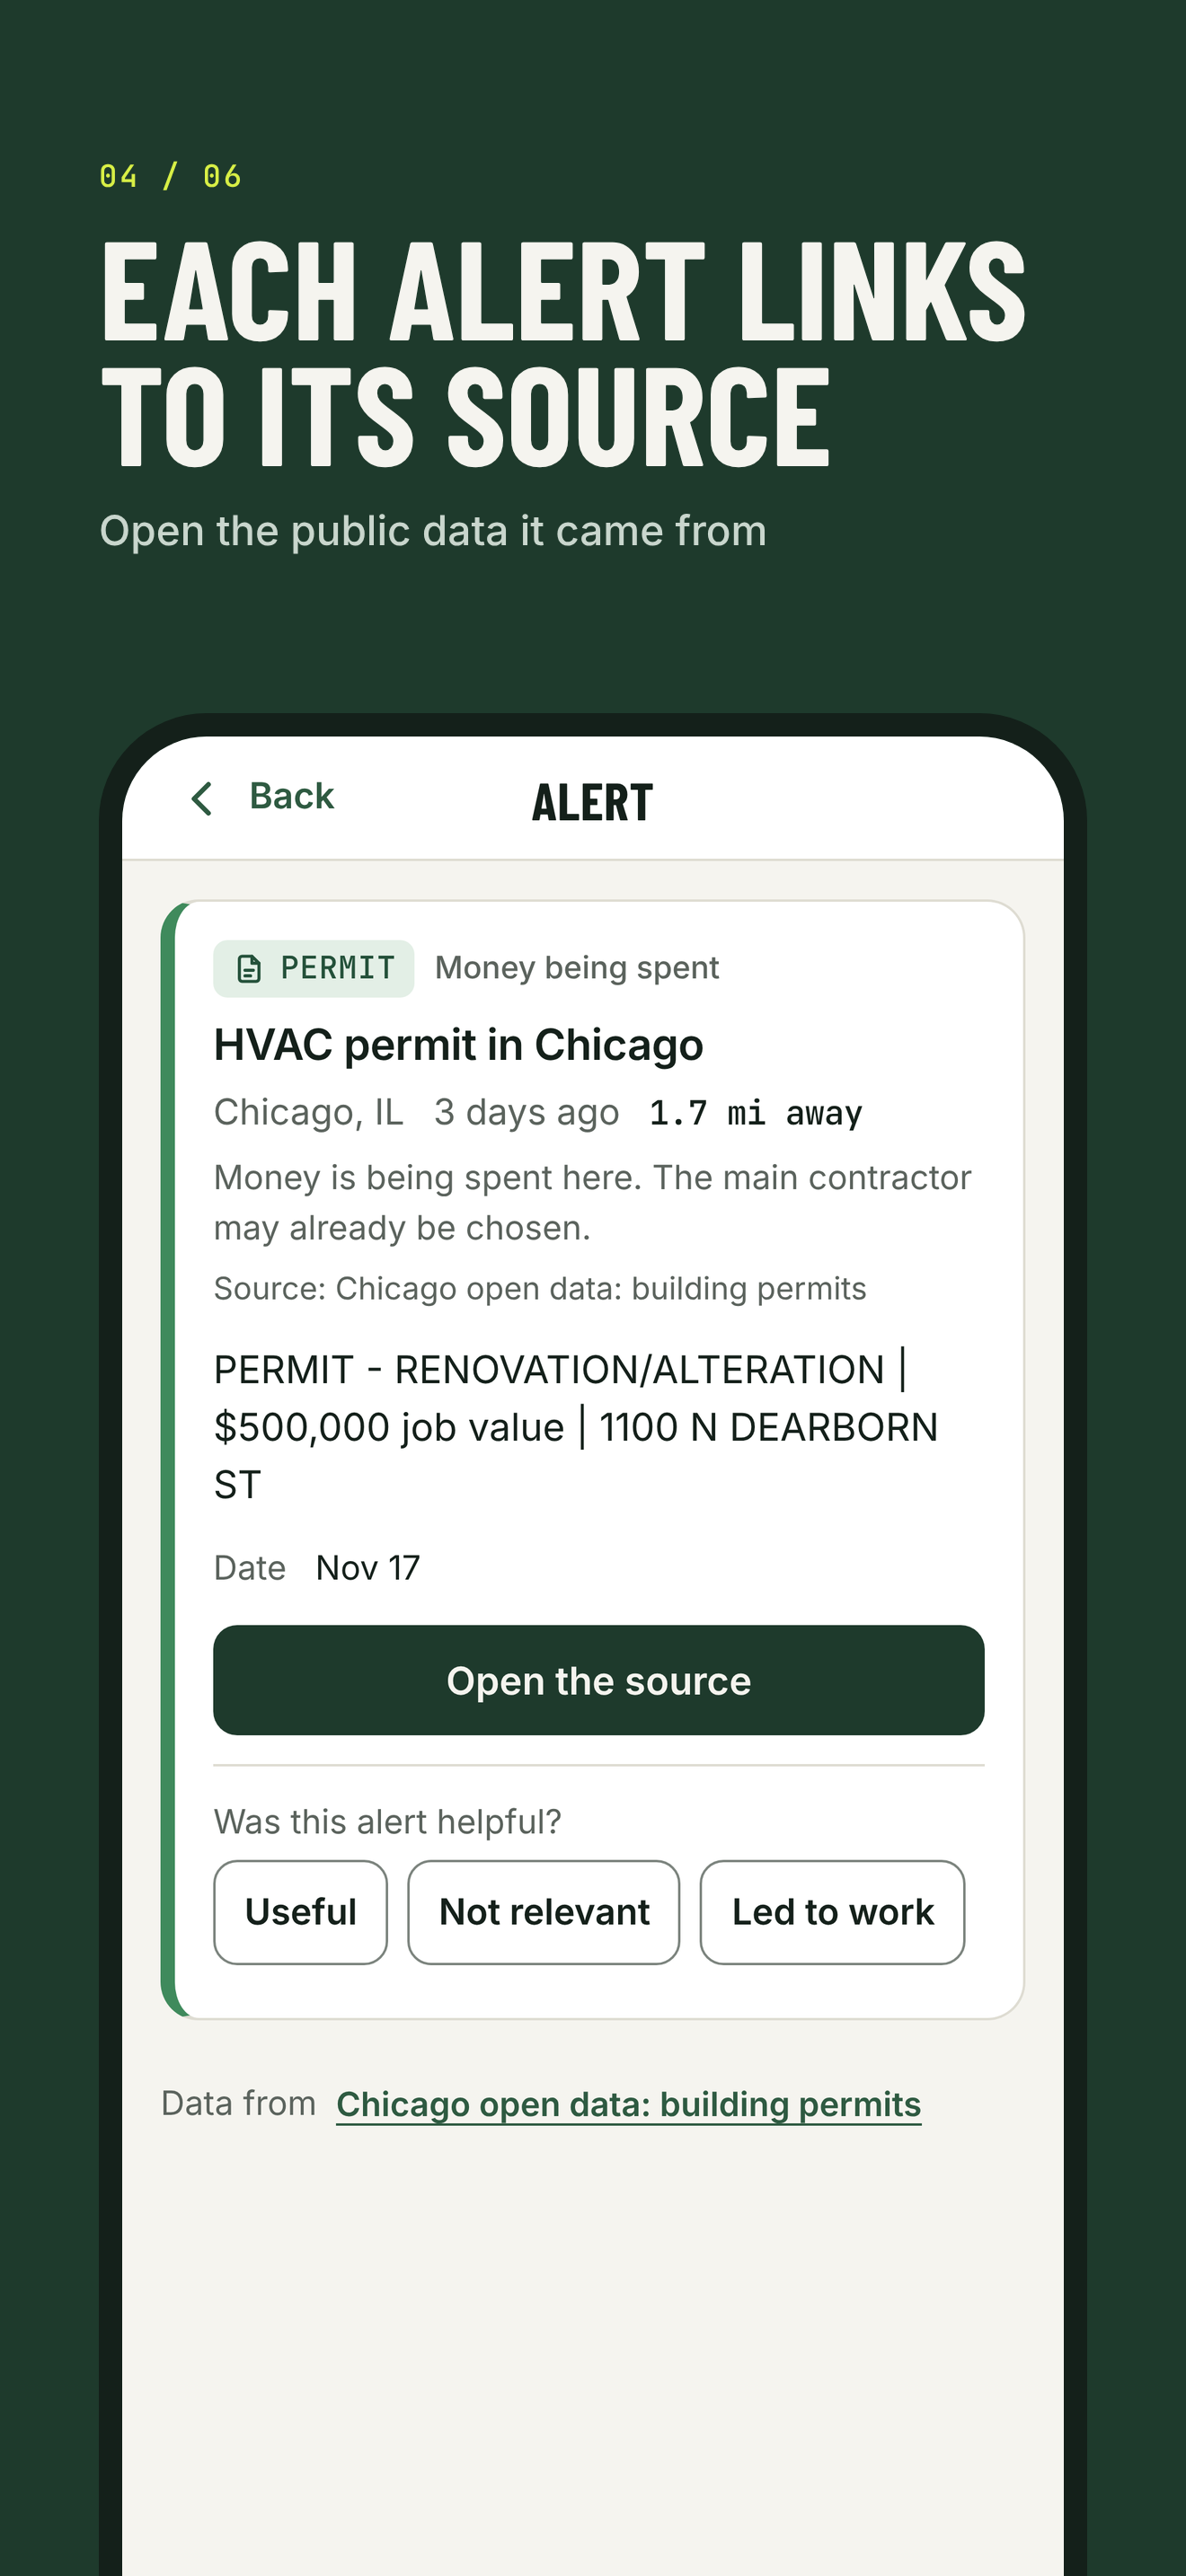 04 / 06
EACH ALERT LINKS
TO ITS SOURCE
Open the public data it came from
Back
ALERT
PERMIT Money being spent
HVAC permit in Chicago
Chicago, IL 3 days ago 1.7 mi away
Money is being spent here. The main contractor
may already be chosen.
Source: Chicago open data: building permits
PERMIT - RENOVATION/ALTERATION |
$500,000 job value | 1100 N DEARBORN
ST
Date Nov 17
Open the source
Was this alert helpful?
Useful Not relevant Led to work
Data from Chicago open data: building permits